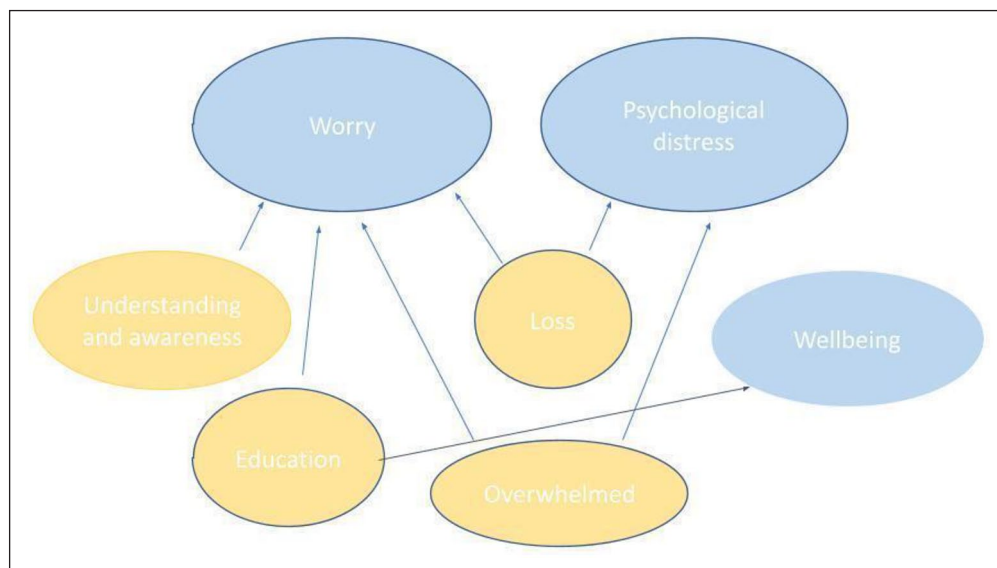 Worry
Psychological
distress
Understanding
and awareness
Loss
Wellbeing
Education
Overwhelmed